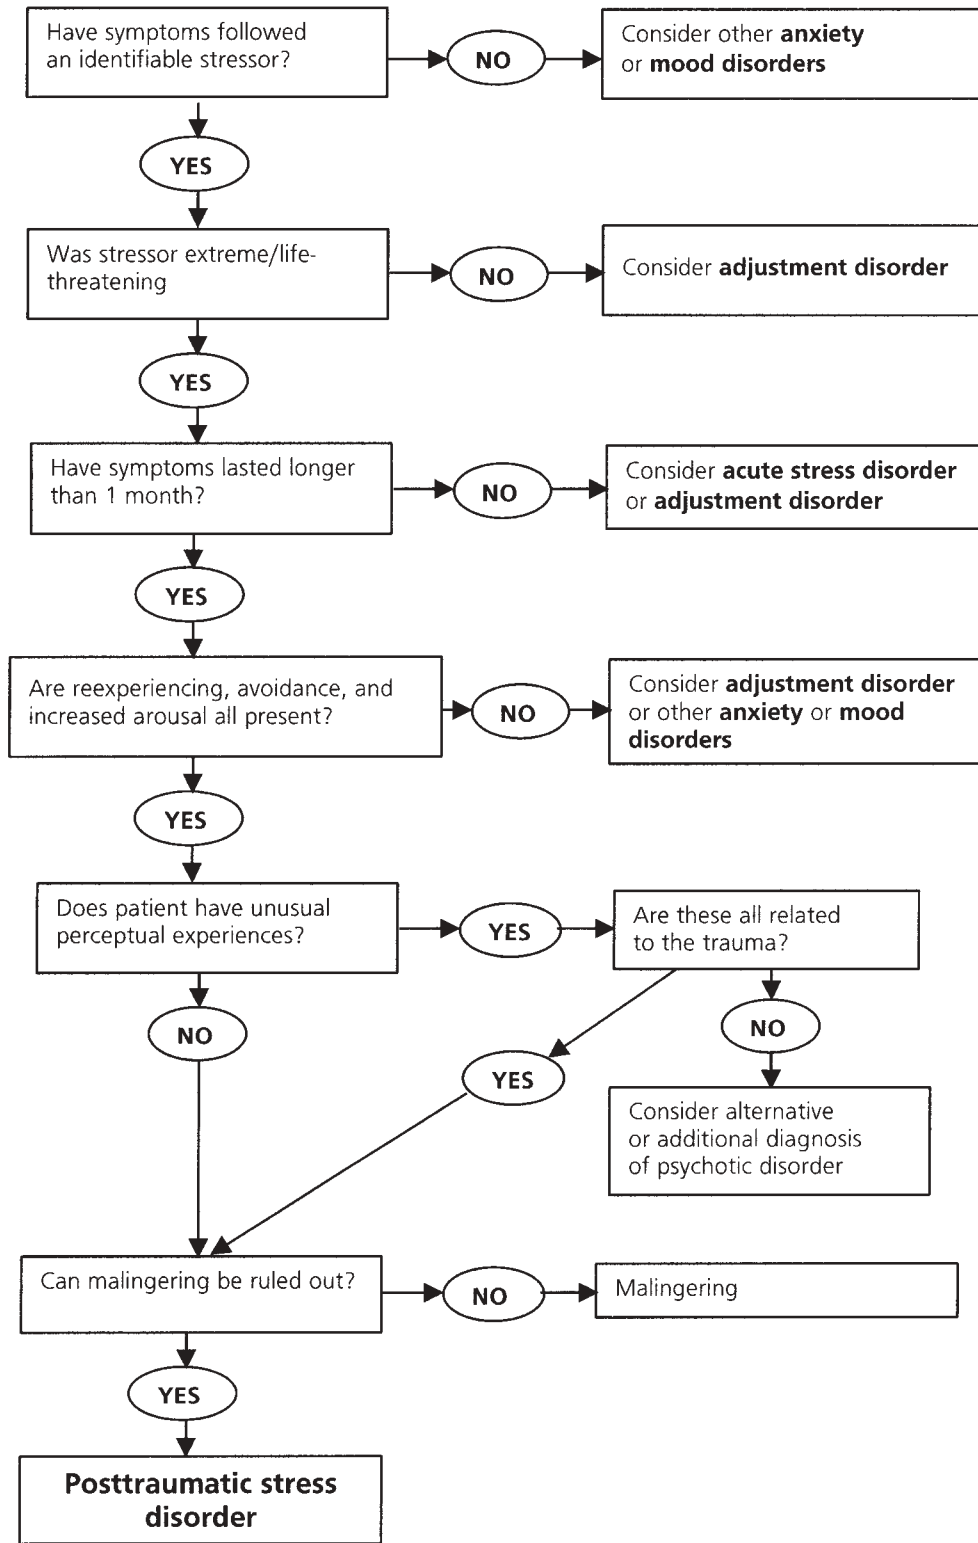 Have symptoms followed
an identifiable stressor?
NO
Consider other anxiety
or mood disorders
YES
Was stressor extreme/life-
threatening
NO
Consider adjustment disorder
YES
Have symptoms lasted longer
than 1 month?
NO
Consider acute stress disorder
or adjustment disorder
YES
Are reexperiencing, avoidance, and
increased arousal all present?
NO
Consider adjustment disorder
or other anxiety or mood
disorders
YES
Does patient have unusual
perceptual experiences?
YES
Are these all related
to the trauma?
NO
NO
YES
Consider alternative
or additional diagnosis
of psychotic disorder
Can malingering be ruled out?
NO
Malingering
YES
Posttraumatic stress
disorder